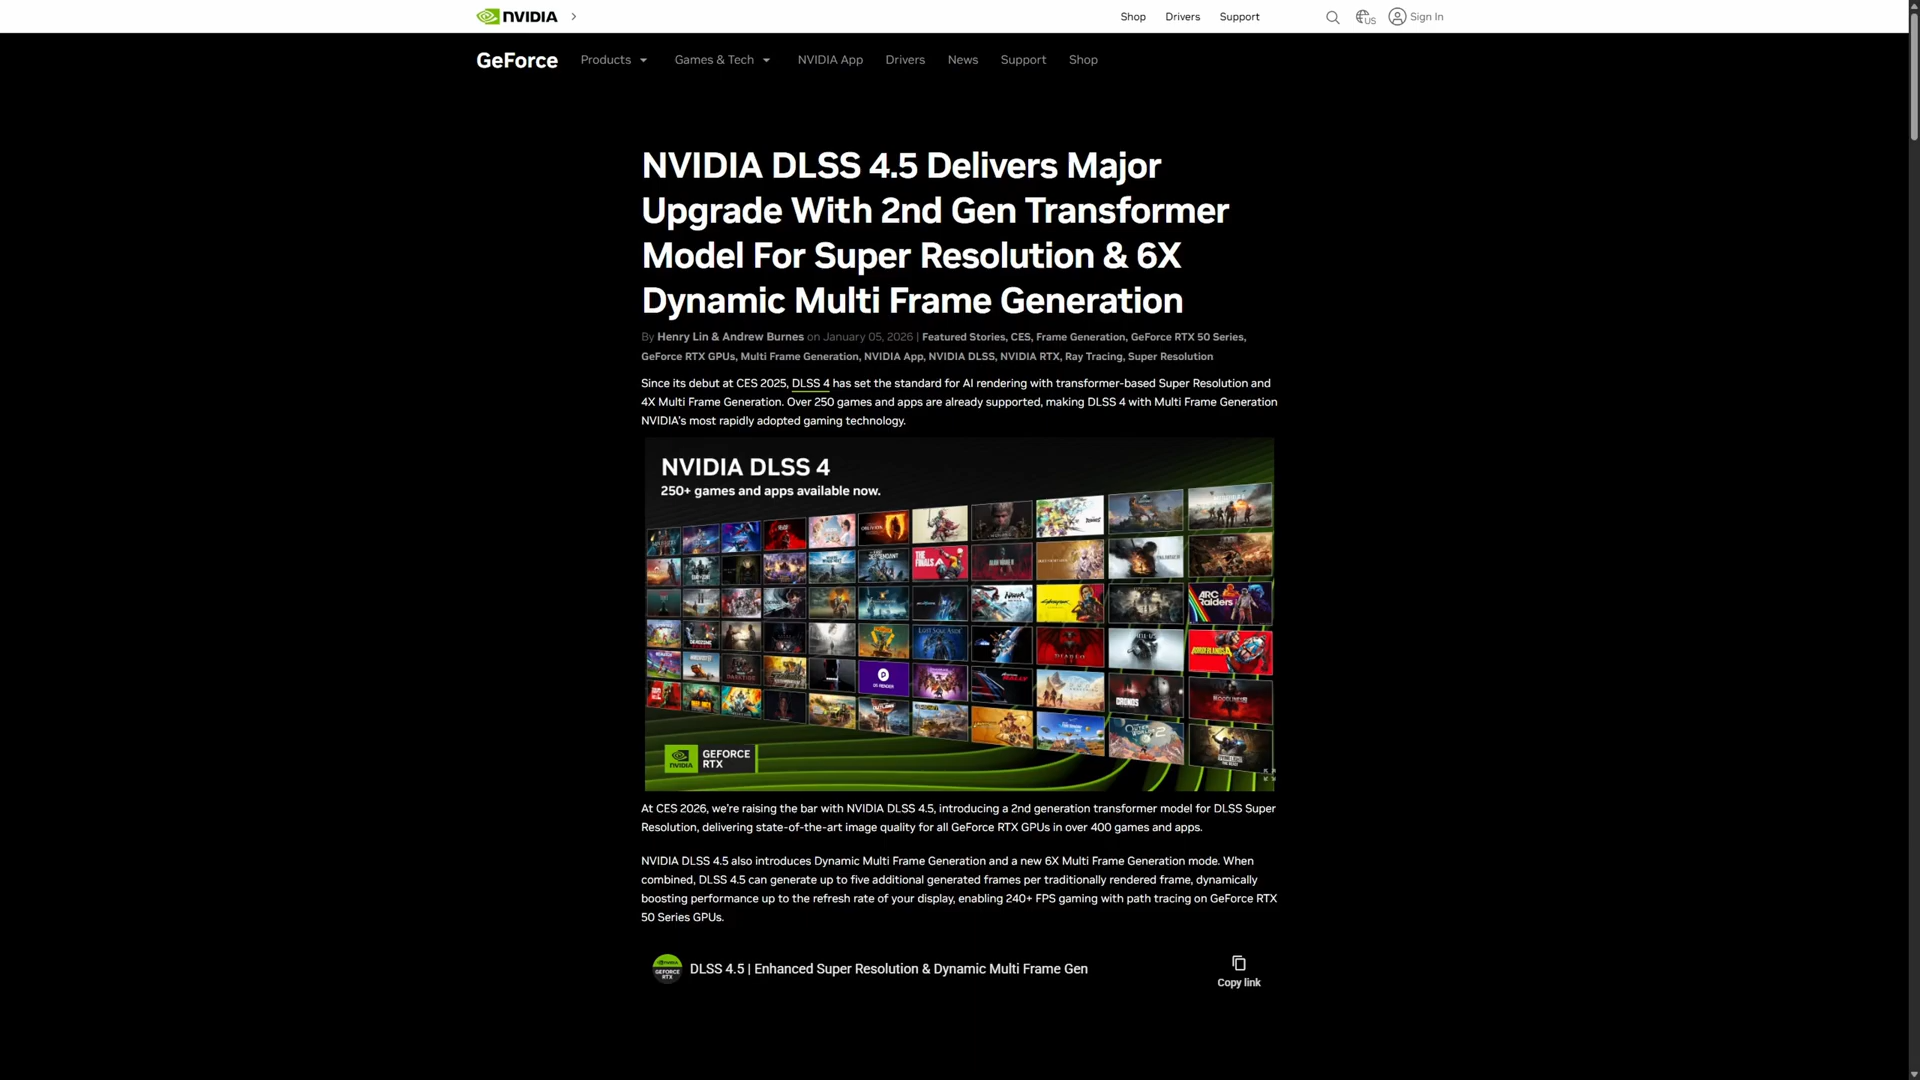 NVIDIA
Shop Drivers Support US Sign In
GeForce Products Games & Tech NVIDIA App Drivers News Support Shop
NVIDIA DLSS 4.5 Delivers Major
Upgrade With 2nd Gen Transformer
Model For Super Resolution & 6X
Dynamic Multi Frame Generation
By Henry Lin & Andrew Burnes on January 05, 2026 | Featured Stories, CES, Frame Generation, GeForce RTX 50 Series,
GeForce RTX GPUs, Multi Frame Generation, NVIDIA App, NVIDIA DLSS, NVIDIA RTX, Ray Tracing, Super Resolution
Since its debut at CES 2025, DLSS 4 has set the standard for AI rendering with transformer-based Super Resolution and
4X Multi Frame Generation. Over 250 games and apps are already supported, making DLSS 4 with Multi Frame Generation
NVIDIA's most rapidly adopted gaming technology.
NVIDIA DLSS 4
250+ games and apps available now.
THE FINALS
ARC Raiders
BORDERLANDS 4
CRONOS
D5 RENDER
NVIDIA
GEFORCE
RTX
At CES 2026, we're raising the bar with NVIDIA DLSS 4.5, introducing a 2nd generation transformer model for DLSS Super
Resolution, delivering state-of-the-art image quality for all GeForce RTX GPUs in over 400 games and apps.
NVIDIA DLSS 4.5 also introduces Dynamic Multi Frame Generation and a new 6X Multi Frame Generation mode. When
combined, DLSS 4.5 can generate up to five additional generated frames per traditionally rendered frame, dynamically
boosting performance up to the refresh rate of your display, enabling 240+ FPS gaming with path tracing on GeForce RTX
50 Series GPUs.
NVIDIA
GEFORCE
RTX
DLSS 4.5 | Enhanced Super Resolution & Dynamic Multi Frame Gen
Copy link